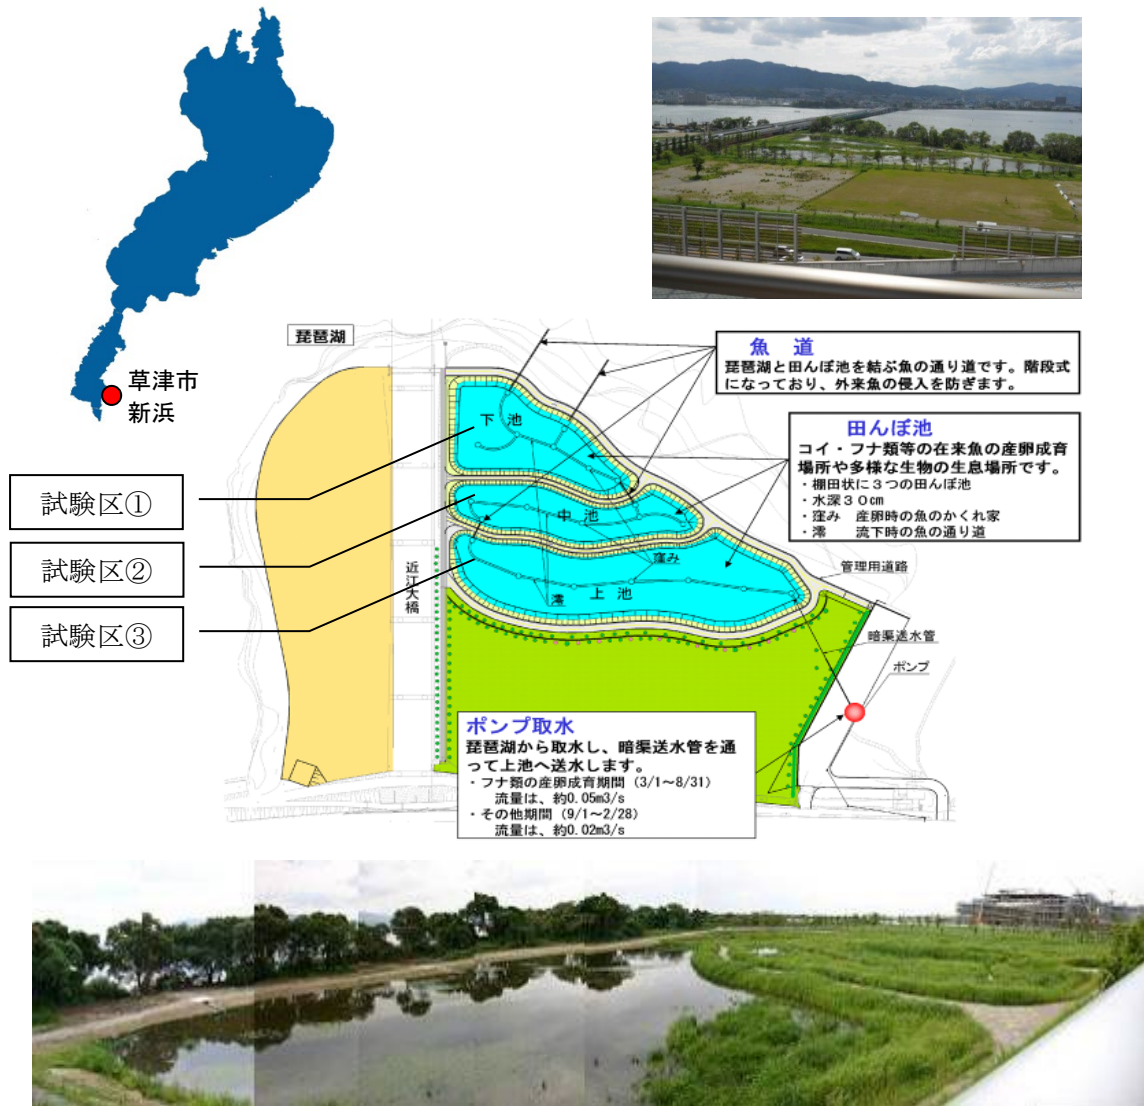 草津市
新浜
琵琶湖
魚 道
琵琶湖と田んぼ池を結ぶ魚の通り道です。階段式
になっており、外来魚の侵入を防ぎます。
田んぼ池
コイ・フナ類等の在来魚の産卵成育
場所や多様な生物の生息場所です。
・棚田状に3つの田んぼ池
・水深30cm
・窪み 産卵時の魚のかくれ家
・澪 流下時の魚の通り道
下 池
中 池
上 池
窪み
澪
試験区①
試験区②
試験区③
近江大橋
管理用道路
暗渠送水管
ポンプ
ポンプ取水
琵琶湖から取水し、暗渠送水管を通
って上池へ送水します。
・フナ類の産卵成育期間(3/1～8/31)
流量は、約0.05m3/s
・その他期間(9/1～2/28)
流量は、約0.02m3/s